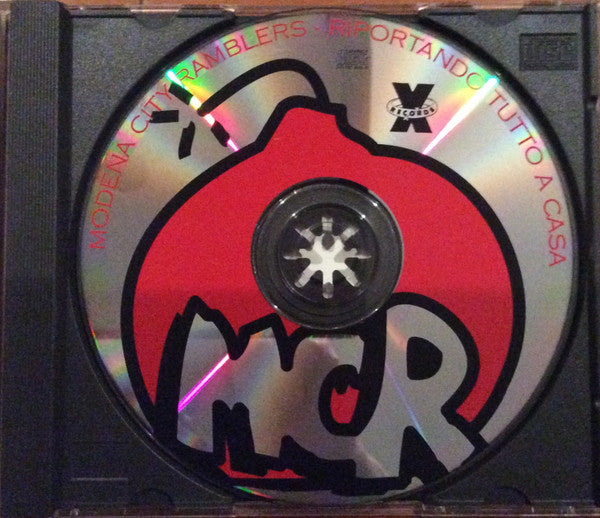 MODENA CITY RAMBLERS - RIPORTANDO TUTTO A CASA
X
RECORDS
MCR